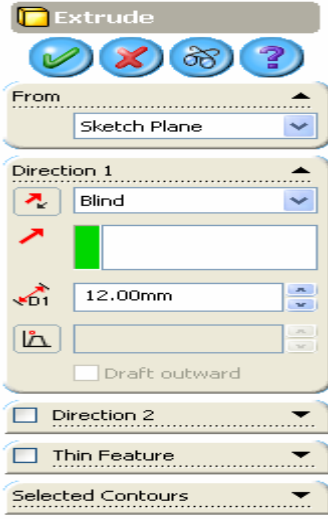 Extrude
?
From
Sketch Plane
Direction 1
Blind
D1
12.00mm
Draft outward
Direction 2
Thin Feature
Selected Contours